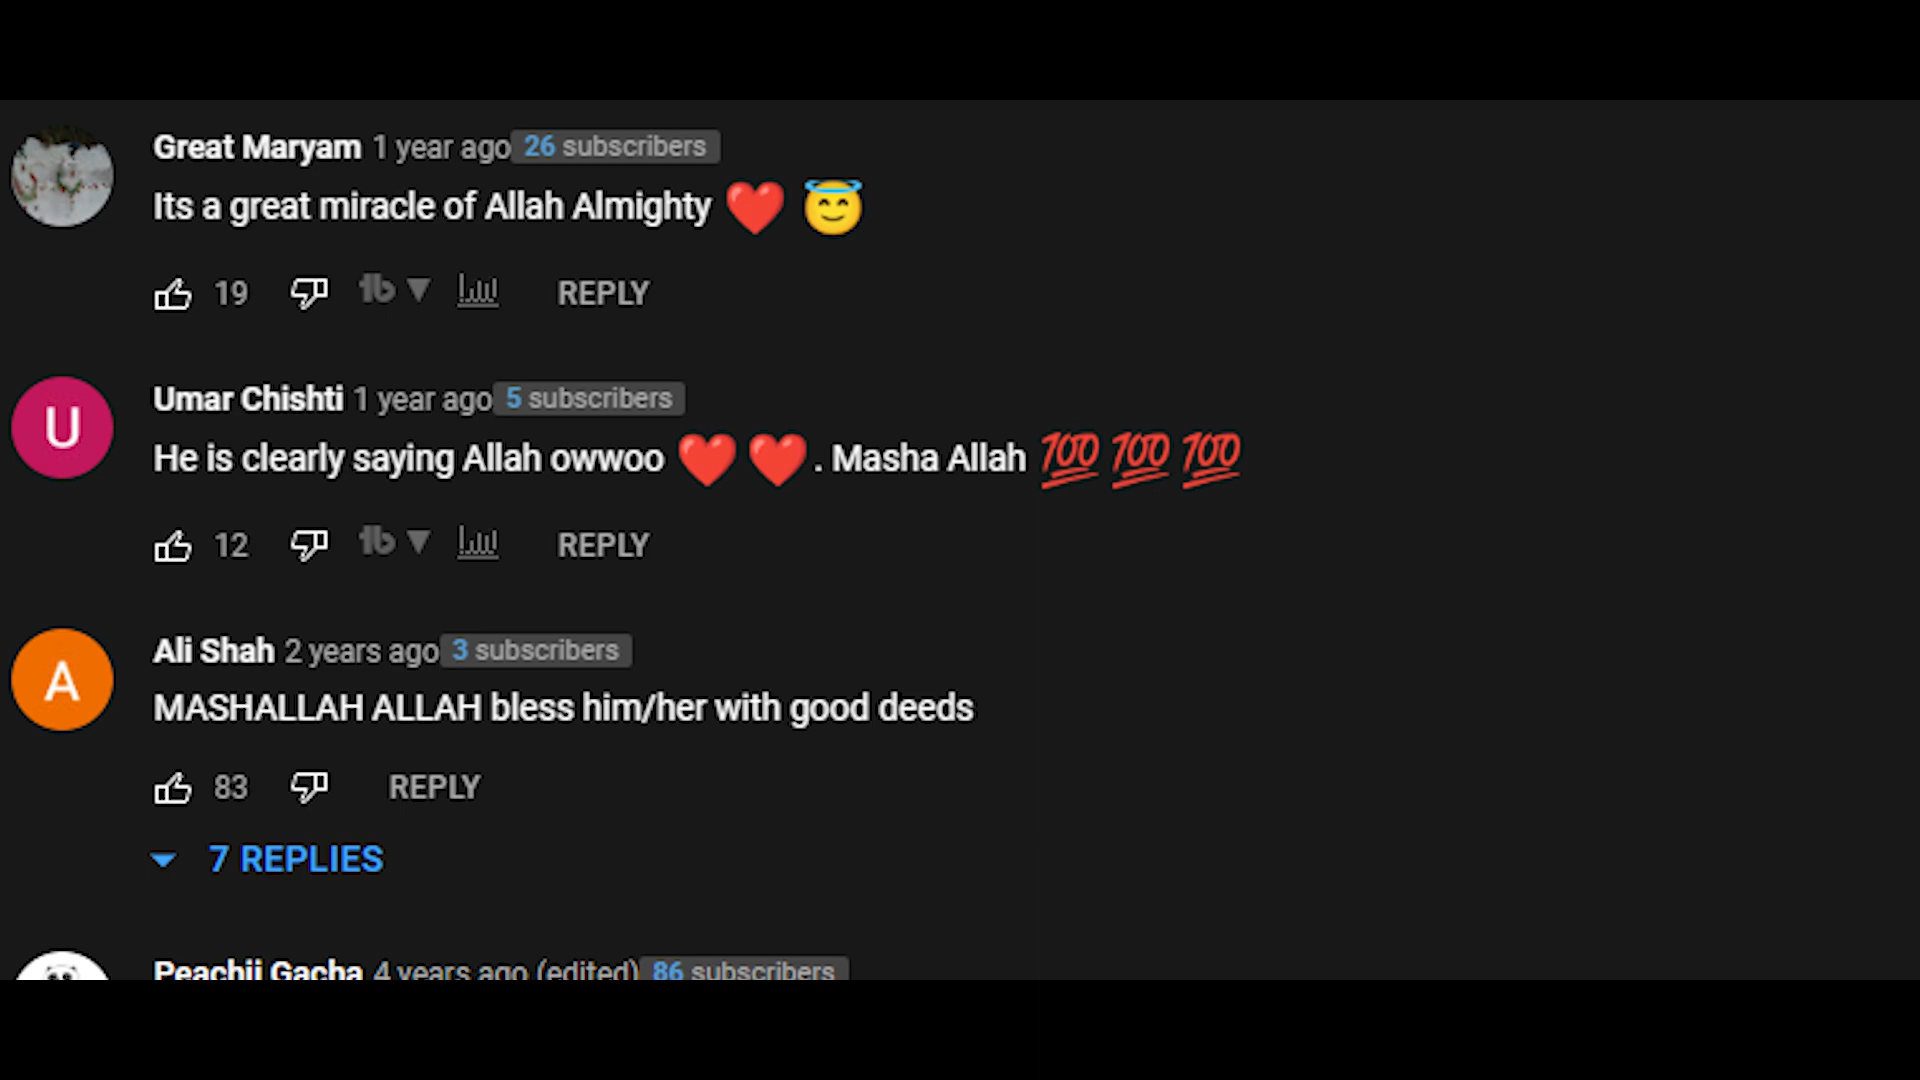 Great Maryam 1 year ago 26 subscribers
Its a great miracle of Allah Almighty ❤️ 😇
19 REPLY
U
Umar Chishti 1 year ago 5 subscribers
He is clearly saying Allah owwoo ❤️ ❤️ . Masha Allah 💯 💯 💯
12 REPLY
A
Ali Shah 2 years ago 3 subscribers
MASHALLAH ALLAH bless him/her with good deeds
83 REPLY
7 REPLIES
Peachii Gacha 4 years ago (edited) 86 subscribers